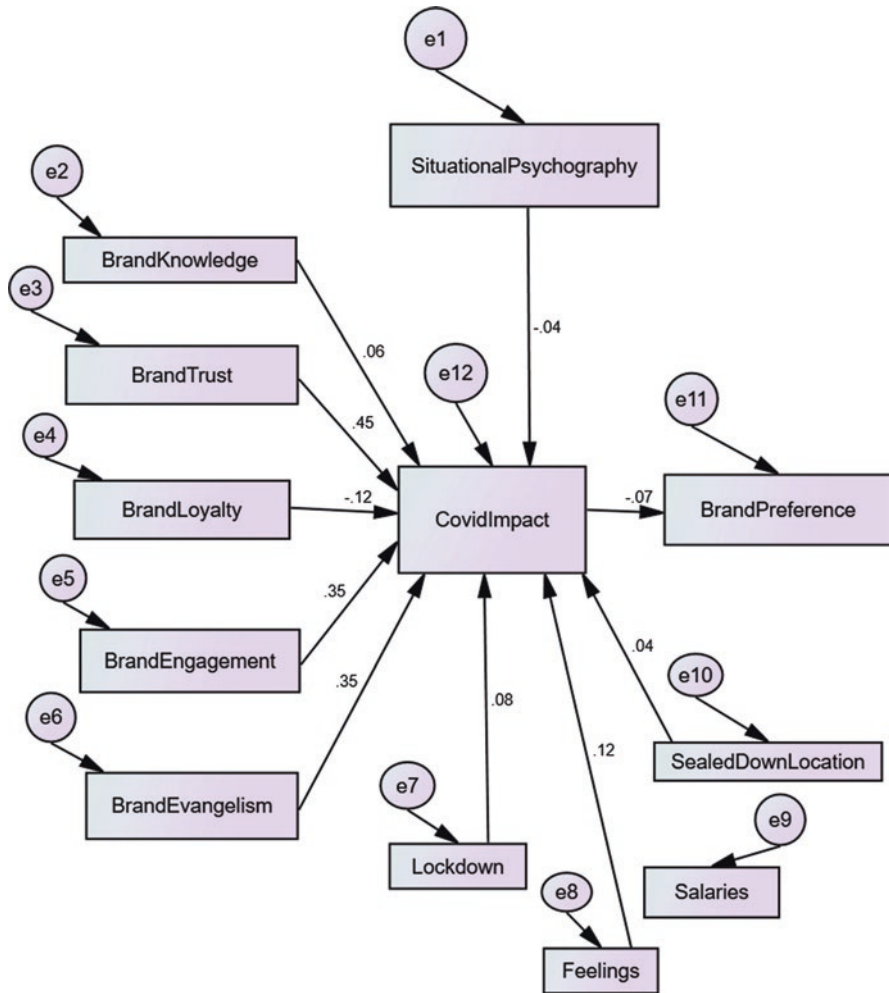 e1
SituationalPsychography
e2
BrandKnowledge
-.04
e3
BrandTrust
.06
e12
e11
.45
e4
BrandLoyalty
-.12
CovidImpact
-.07
BrandPreference
e5
.35
BrandEngagement
.04
e10
e6
.35
.08
.12
SealedDownLocation
BrandEvangelism
e7
e9
Lockdown
Salaries
e8
Feelings